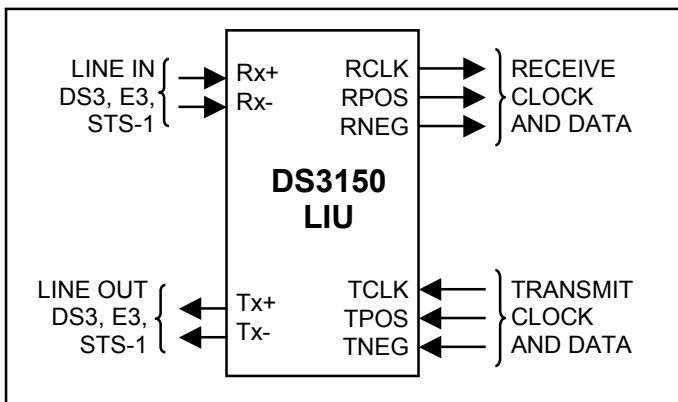 LINE IN
DS3, E3,
STS-1
Rx+
Rx-
RCLK
RPOS
RNEG
RECEIVE
CLOCK
AND DATA
DS3150
LIU
LINE OUT
DS3, E3,
STS-1
Tx+
Tx-
TCLK
TPOS
TNEG
TRANSMIT
CLOCK
AND DATA